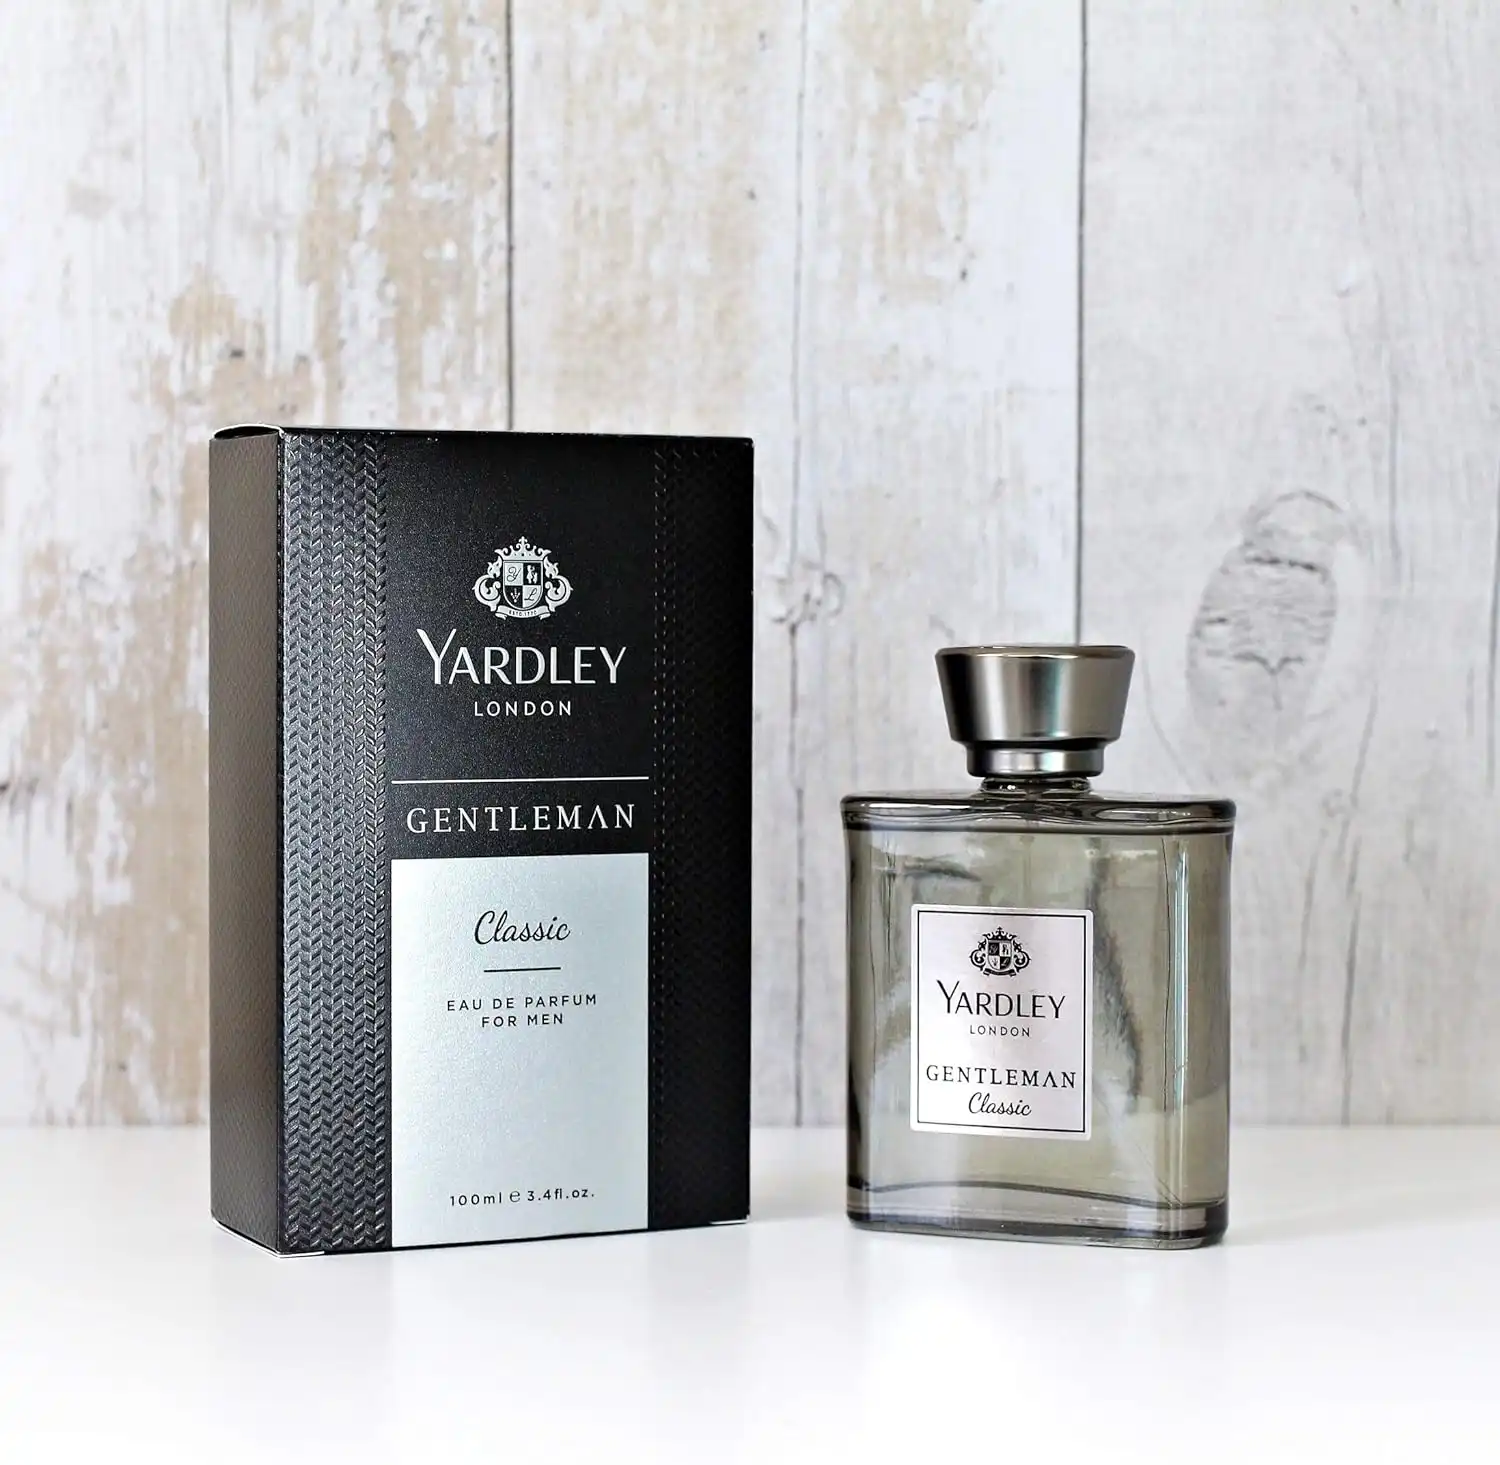 YARDLEY
LONDON
GENTLEMAN
Classic
EAU DE PARFUM
FOR MEN
100ml ℮ 3.4fl.oz.
YARDLEY
LONDON
GENTLEMAN
Classic